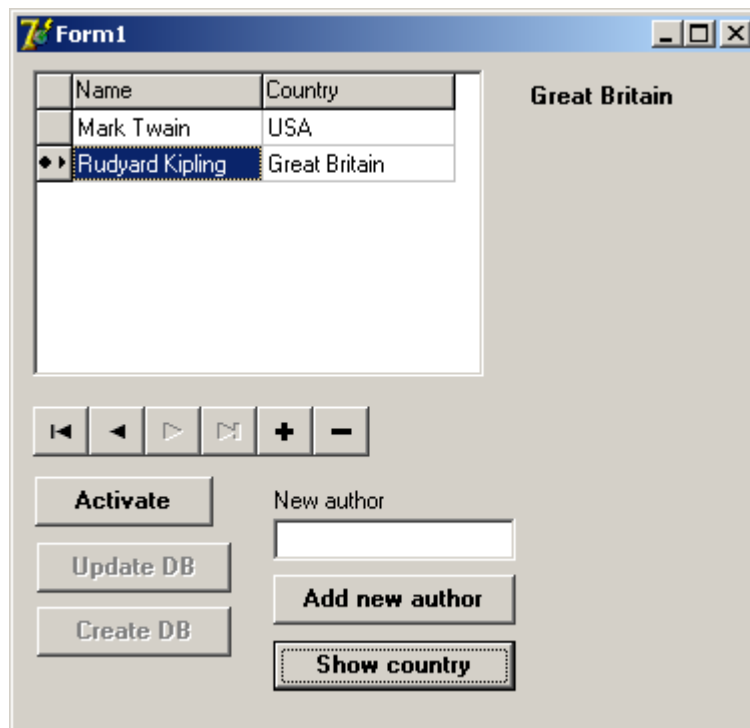 Form1
Name Country
Mark Twain USA
Rudyard Kipling Great Britain
Great Britain
Activate
Update DB
Create DB
New author
Add new author
Show country